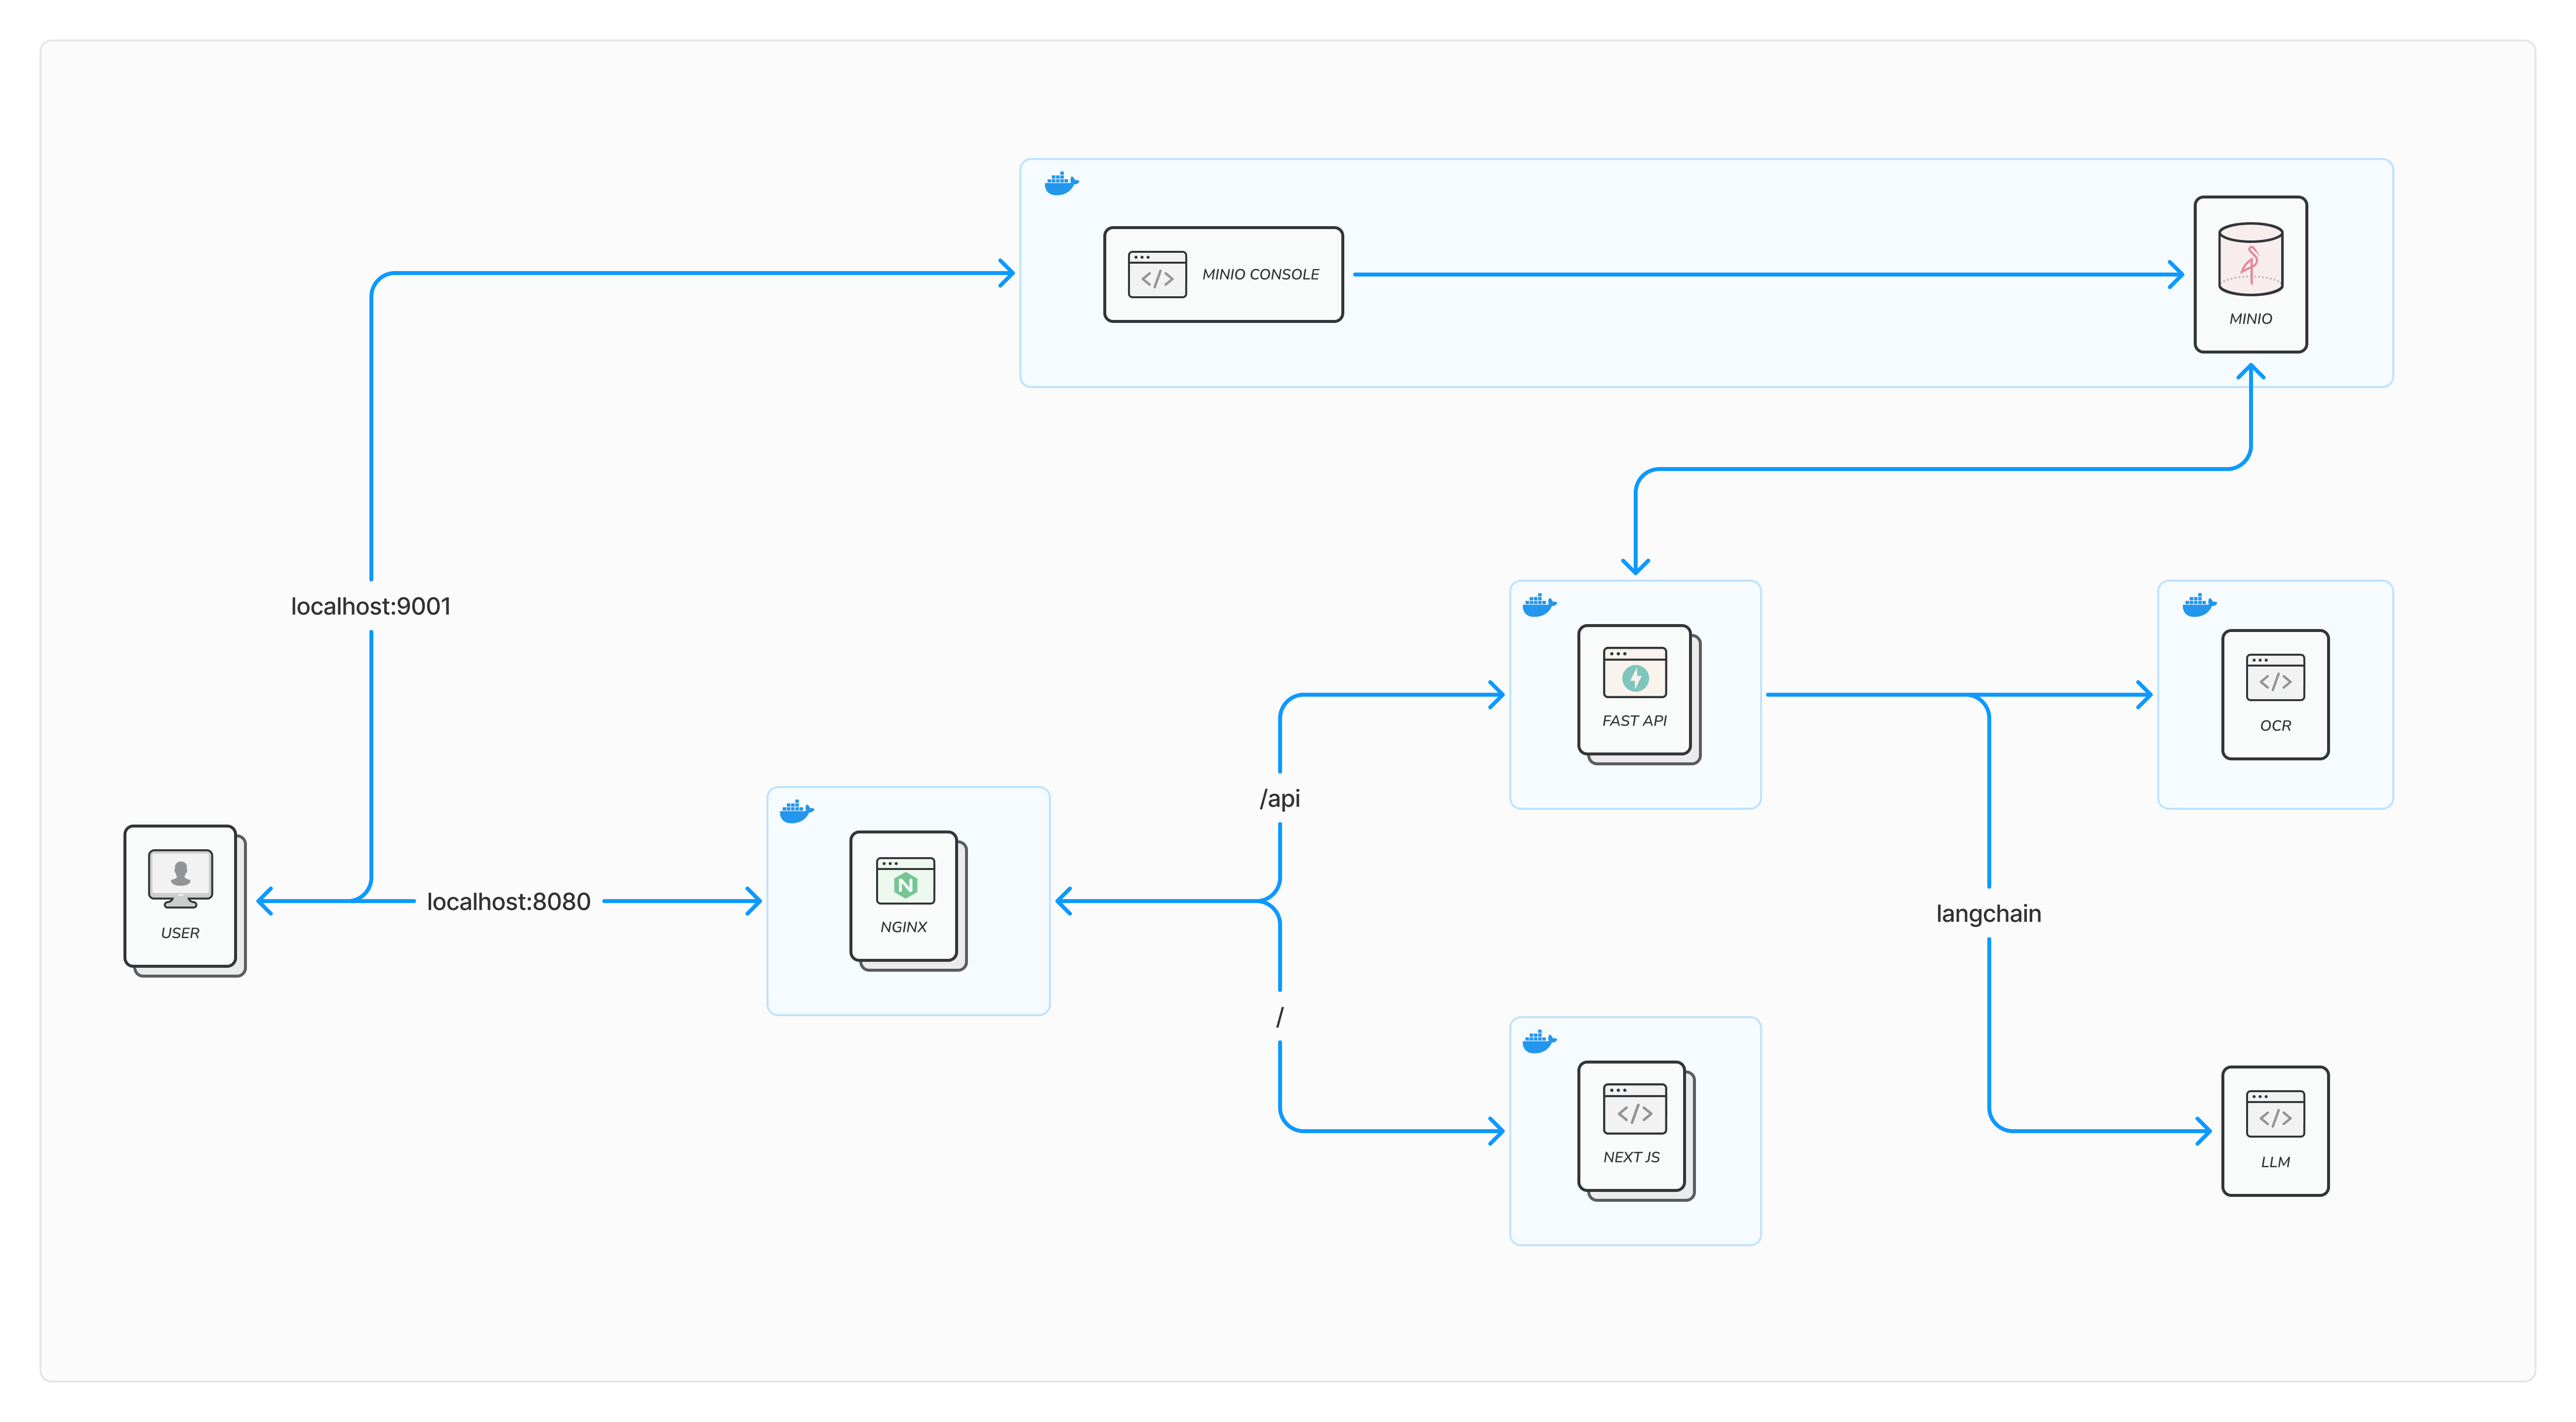 MINIO CONSOLE
MINIO
localhost:9001
FAST API
OCR
/api
USER
localhost:8080
NGINX
langchain
/
NEXT JS
LLM